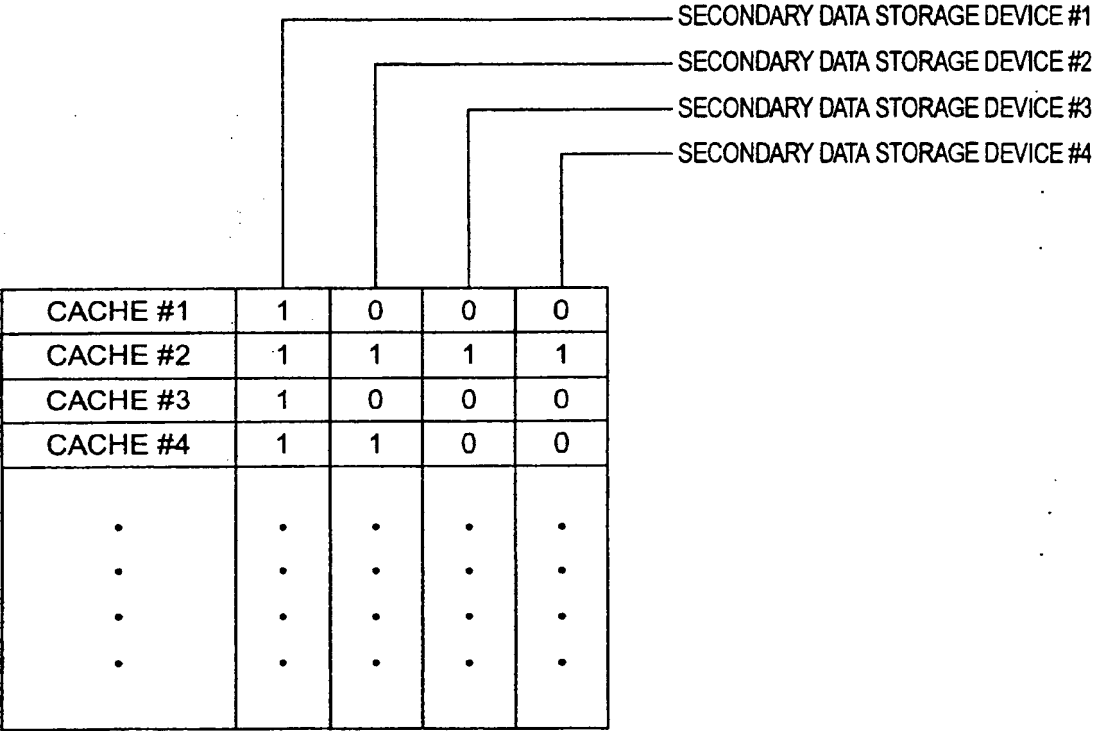 SECONDARY DATA STORAGE DEVICE #1
SECONDARY DATA STORAGE DEVICE #2
SECONDARY DATA STORAGE DEVICE #3
SECONDARY DATA STORAGE DEVICE #4
CACHE #1 1 0 0 0
CACHE #2 1 1 1 1
CACHE #3 1 0 0 0
CACHE #4 1 1 0 0